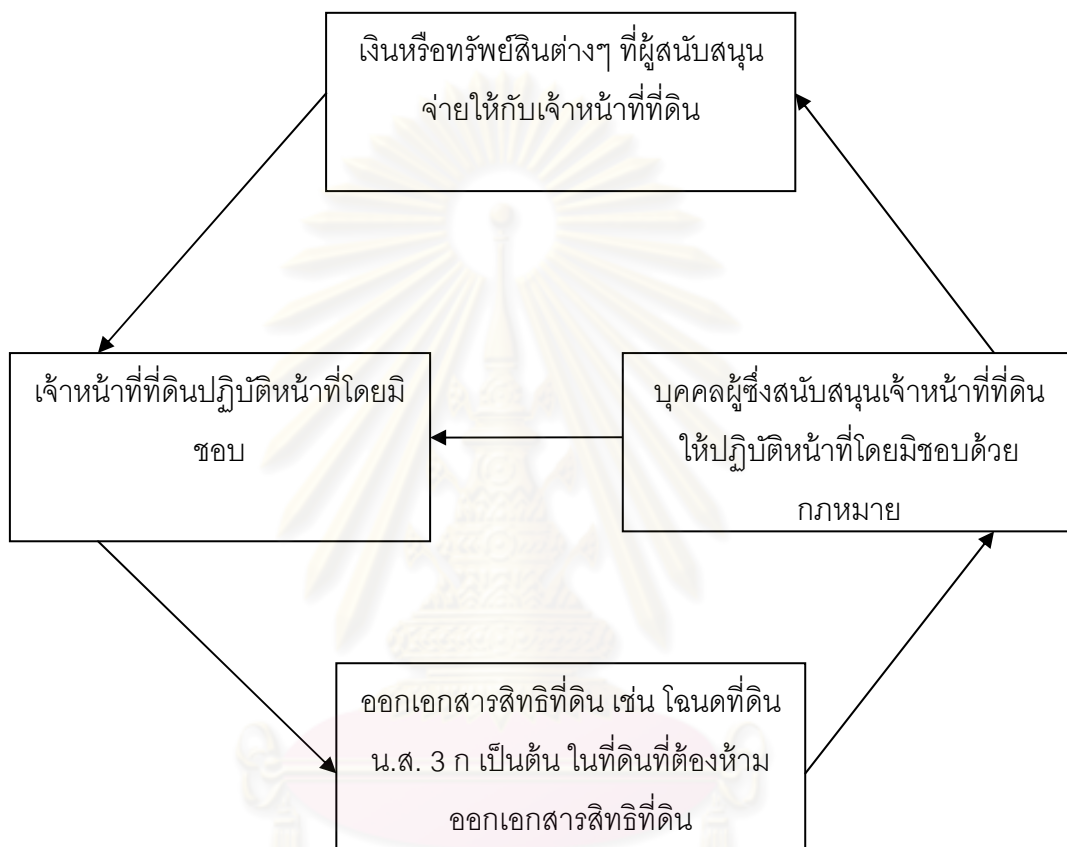 เงินหรือทรัพย์สินต่างๆ ที่ผู้สนับสนุน
จ่ายให้กับเจ้าหน้าที่ที่ดิน
เจ้าหน้าที่ที่ดินปฏิบัติหน้าที่โดยมิ
ชอบ
บุคคลผู้ซึ่งสนับสนุนเจ้าหน้าที่ที่ดิน
ให้ปฏิบัติหน้าที่โดยมิชอบด้วย
กภหมาย
ออกเอกสารสิทธิที่ดิน เช่น โฉนดที่ดิน
น.ส. 3 ก เป็นต้น ในที่ดินที่ต้องห้าม
ออกเอกสารสิทธิที่ดิน